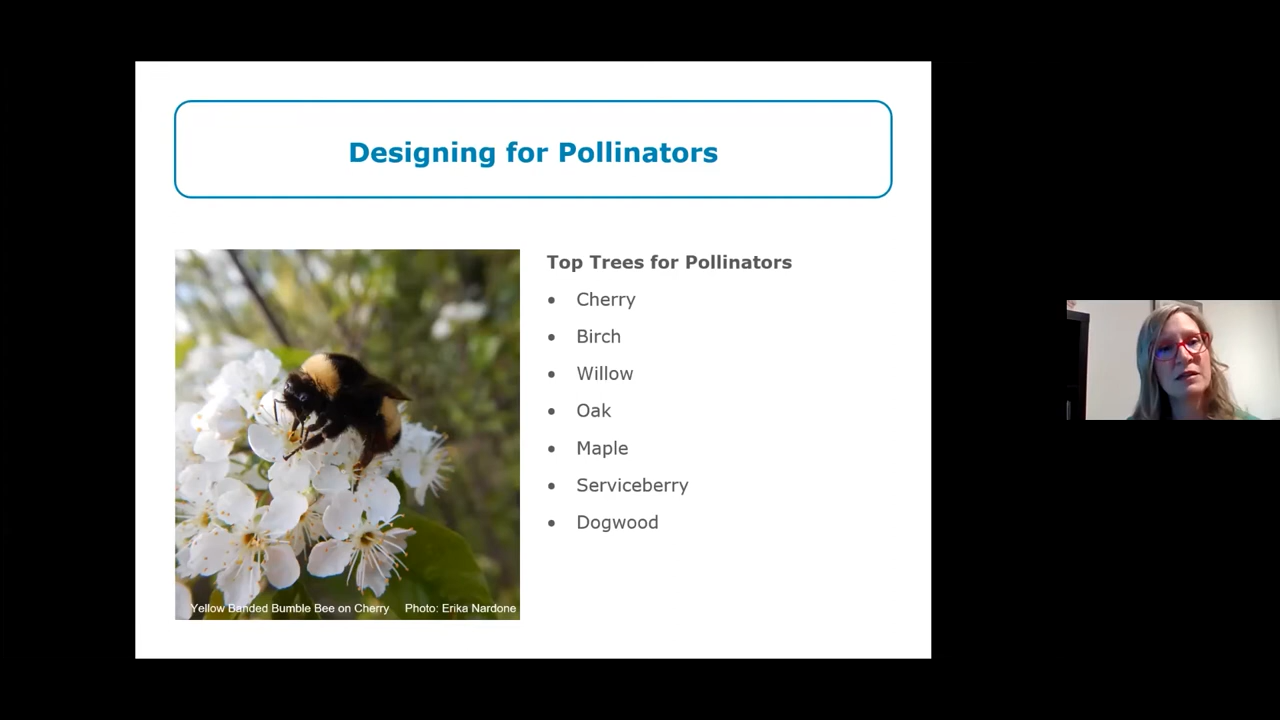 Designing for Pollinators
Top Trees for Pollinators
• Cherry
• Birch
• Willow
• Oak
• Maple
• Serviceberry
• Dogwood
Yellow Banded Bumble Bee on Cherry Photo: Erika Nardone